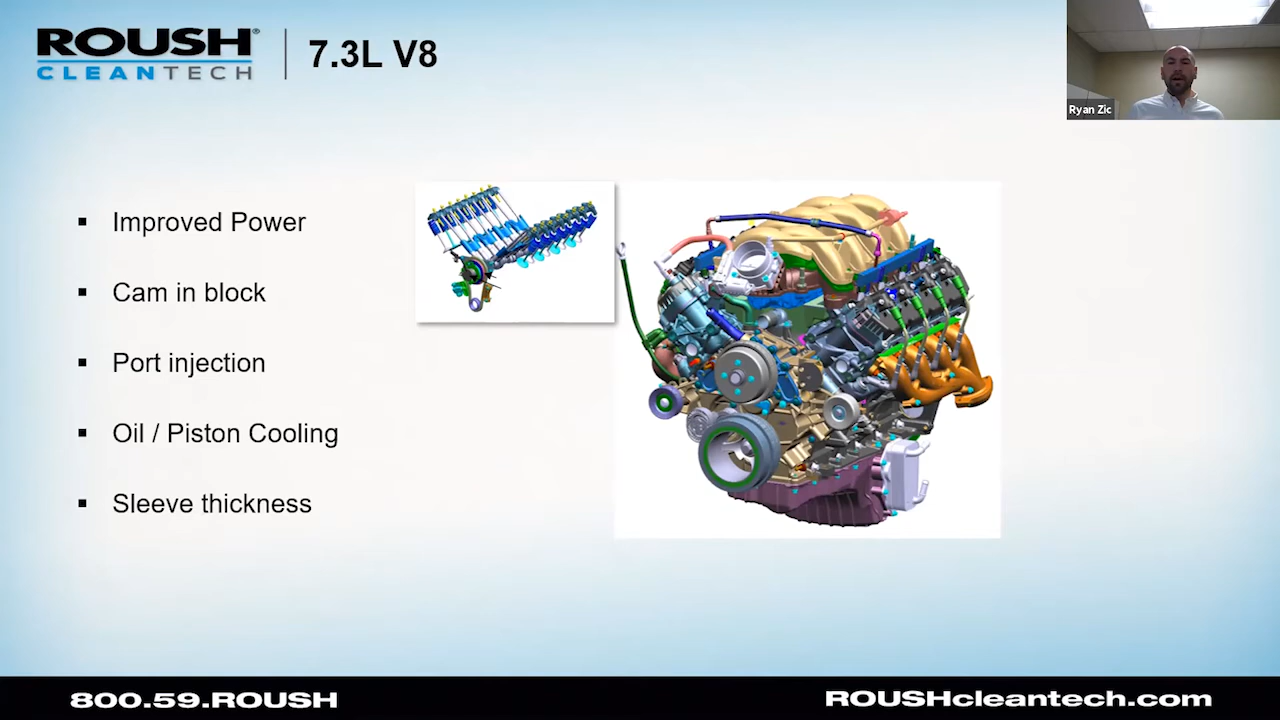 ROUSH®
CLEANTECH
7.3L V8
Ryan Zic
▪ Improved Power
▪ Cam in block
▪ Port injection
▪ Oil / Piston Cooling
▪ Sleeve thickness
800.59.ROUSH
ROUSHcleantech.com